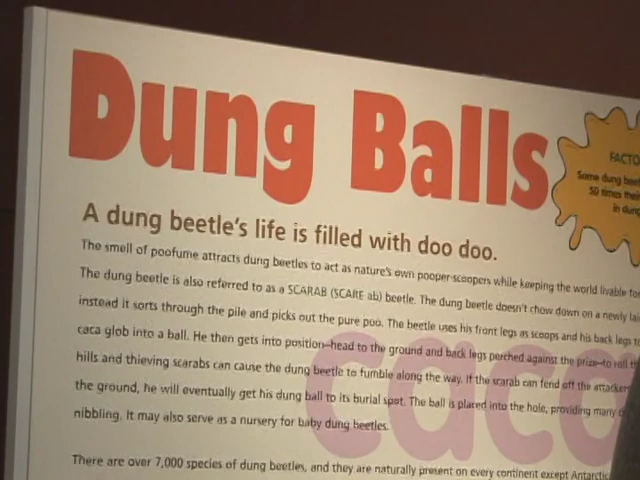 Dung Balls
FACTO
Some dung beet
50 times their
in dung
A dung beetle's life is filled with doo doo.
The smell of poofume attracts dung beetles to act as nature's own pooper-scoopers while keeping the world livable for
The dung beetle is also referred to as a SCARAB (SCARE ab) beetle. The dung beetle doesn't chow down on a newly lai
instead it sorts through the pile and picks out the pure poo. The beetle uses his front legs as scoops and his back legs t
caca glob into a ball. He then gets into position–head to the ground and back legs perched against the prize–to roll th
hills and thieving scarabs can cause the dung beetle to fumble along the way. If the scarab can fend off the attackers
the ground, he will eventually get his dung ball to its burial spot. The ball is placed into the hole, providing many d
nibbling. It may also serve as a nursery for baby dung beetles.
caca
There are over 7,000 species of dung beetles, and they are naturally present on every continent except Antarctic